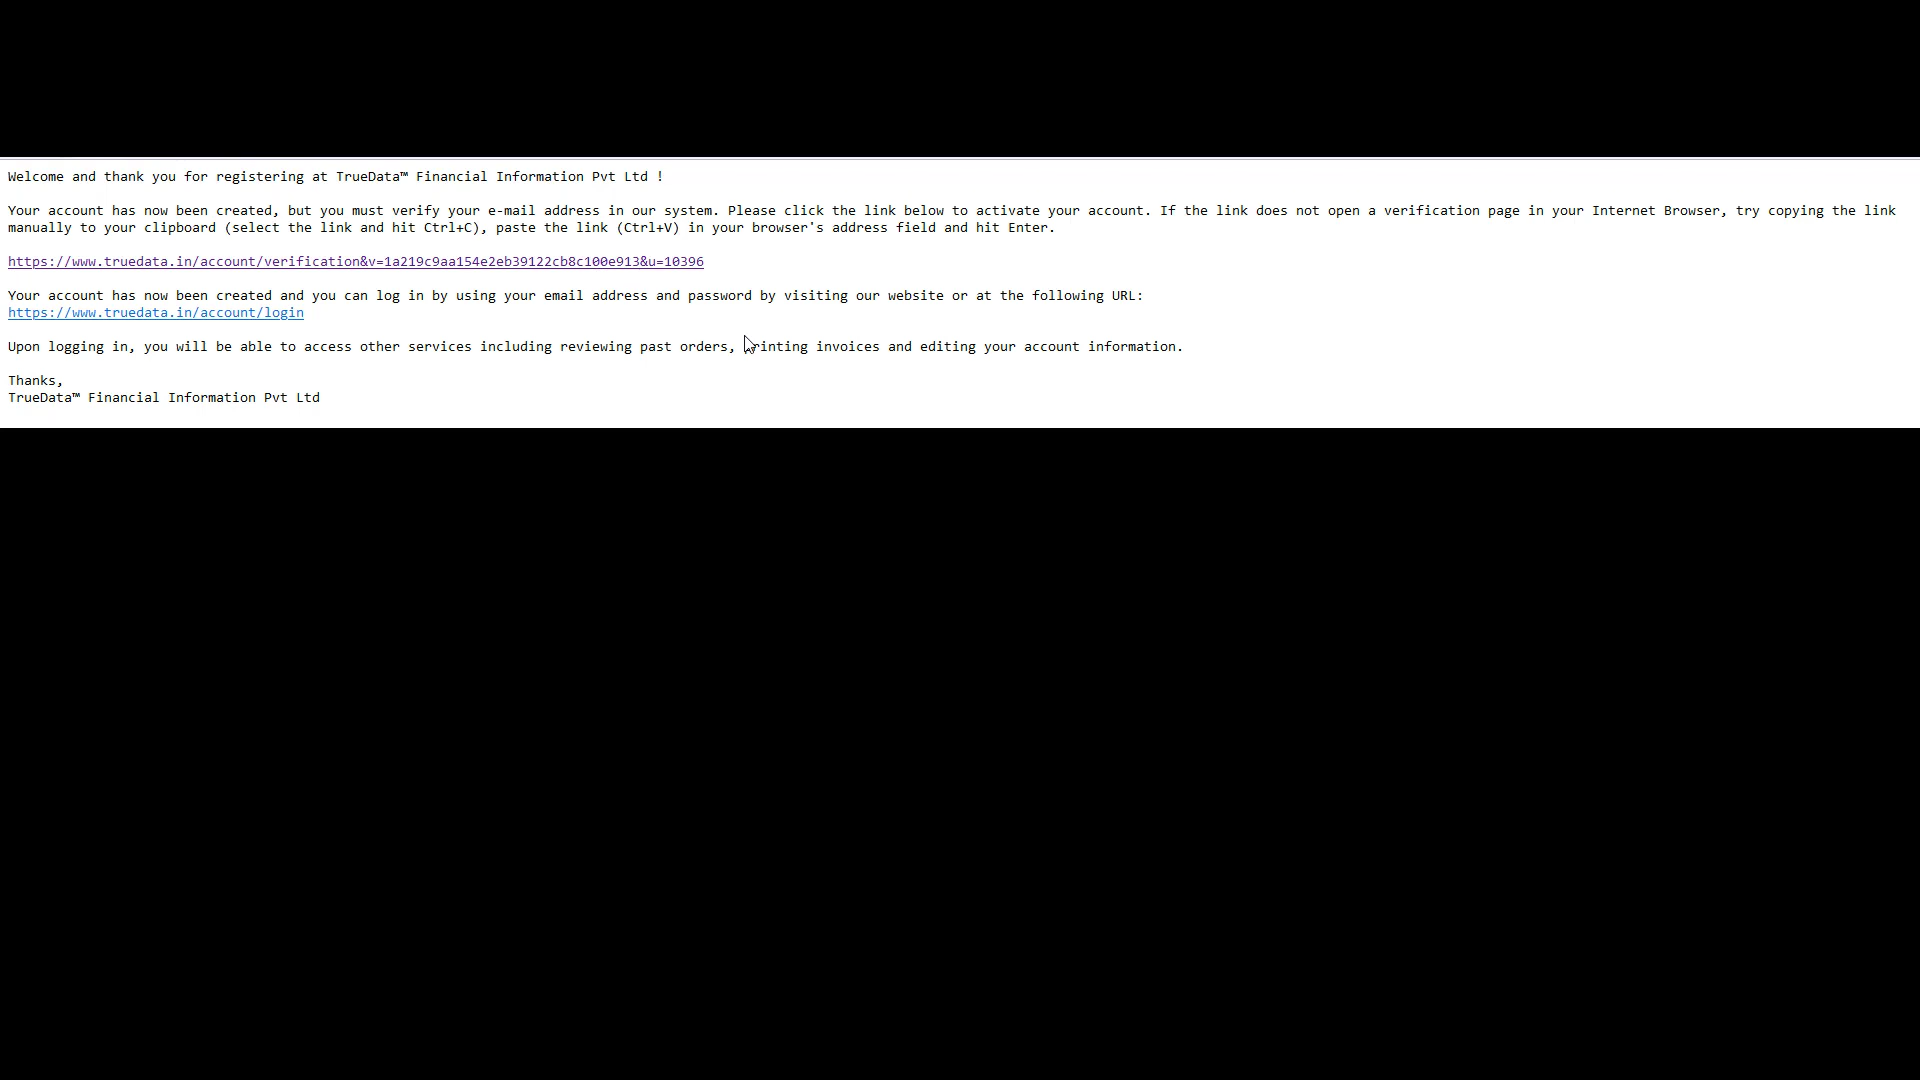 Welcome and thank you for registering at TrueData™ Financial Information Pvt Ltd !
Your account has now been created, but you must verify your e-mail address in our system. Please click the link below to activate your account. If the link does not open a verification page in your Internet Browser, try copying the link
manually to your clipboard (select the link and hit Ctrl+C), paste the link (Ctrl+V) in your browser's address field and hit Enter.
https://www.truedata.in/account/verification&v=1a219c9aa154e2eb39122cb8c100e913&u=10396
Your account has now been created and you can log in by using your email address and password by visiting our website or at the following URL:
https://www.truedata.in/account/login
Upon logging in, you will be able to access other services including reviewing past orders, printing invoices and editing your account information.
Thanks,
TrueData™ Financial Information Pvt Ltd